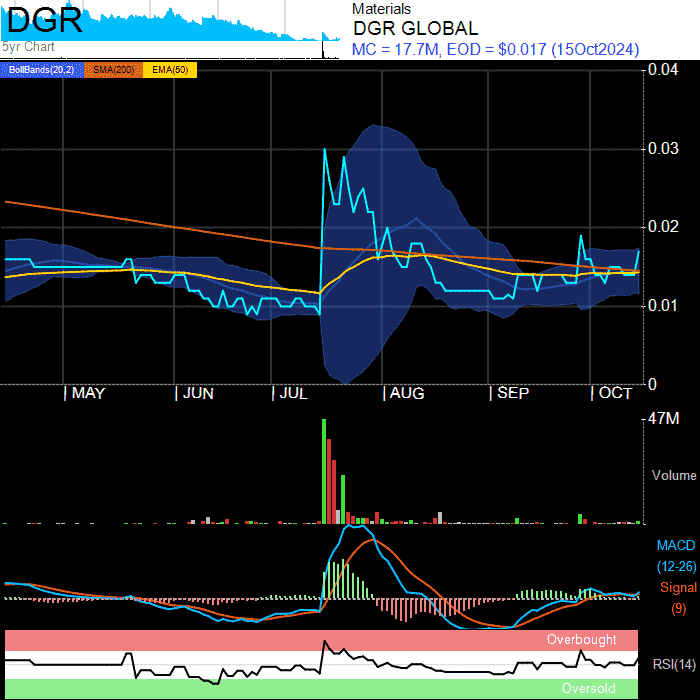 DGR
5yr Chart
Materials
DGR GLOBAL
MC = 17.7M, EOD = $0.017 (15Oct2024)
BollBands(20,2) SMA(200) EMA(50)
0.04
0.03
0.02
0.01
0
MAY JUN JUL AUG SEP OCT
47M
Volume
MACD
(12-26)
Signal
(9)
Overbought
RSI(14)
Oversold